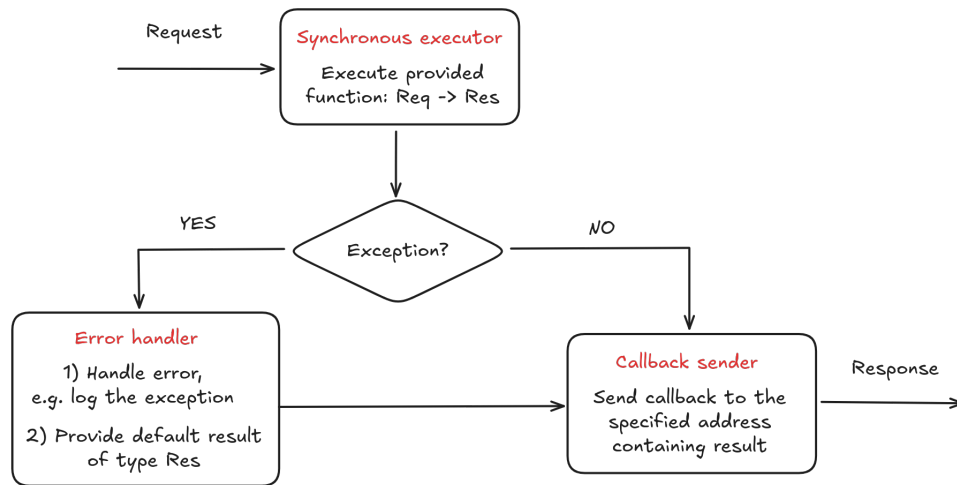 Request
Synchronous executor
Execute provided
function: Req -> Res
Exception?
YES
NO
Error handler
1) Handle error,
e.g. log the exception
2) Provide default result
of type Res
Callback sender
Send callback to the
specified address
containing result
Response